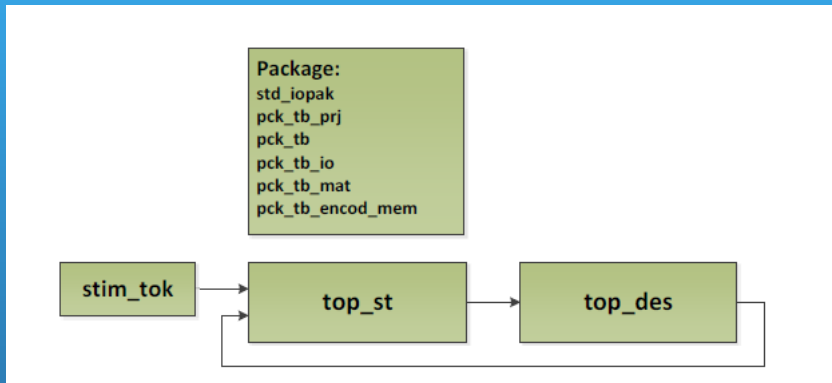 Package:
std_iopak
pck_tb_prj
pck_tb
pck_tb_io
pck_tb_mat
pck_tb_encod_mem
stim_tok
top_st
top_des